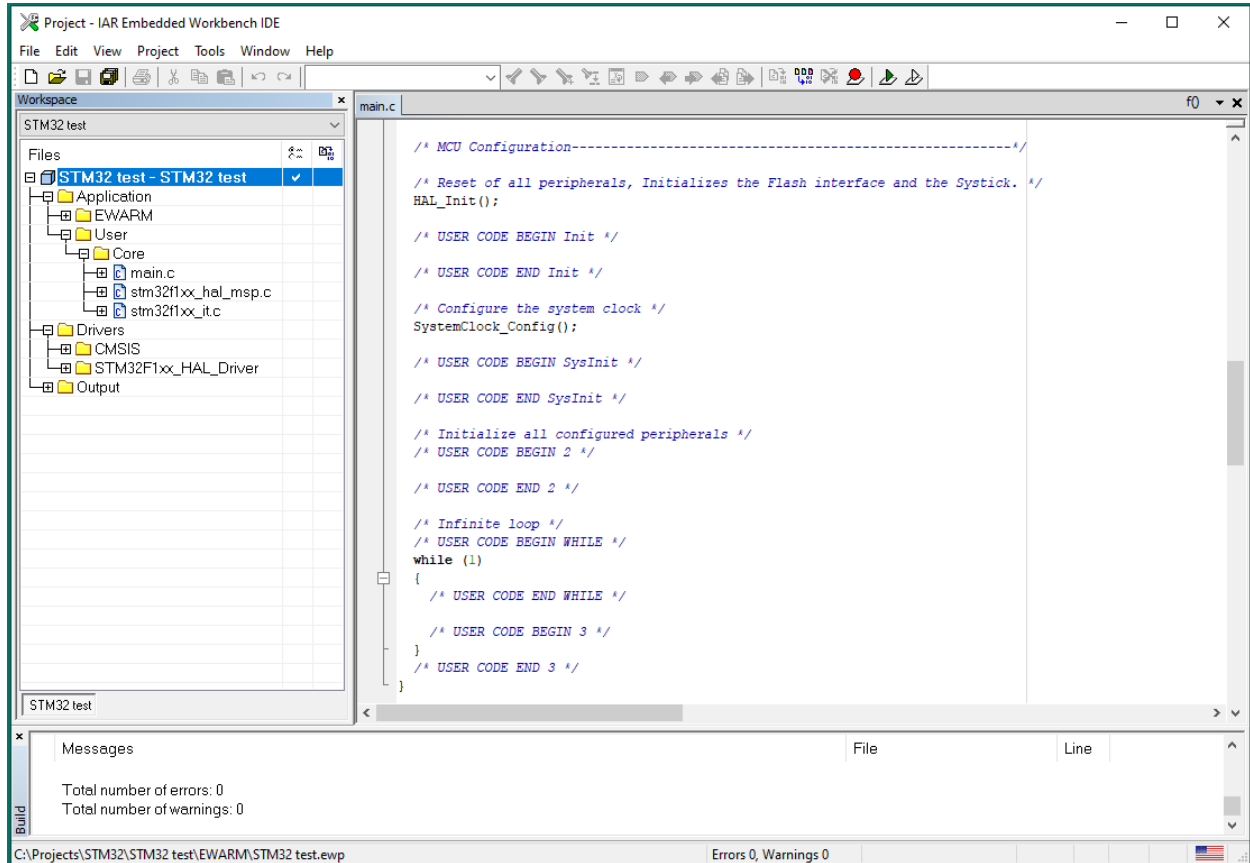 Project - IAR Embedded Workbench IDE
File Edit View Project Tools Window Help
Workspace
STM32 test
Files
STM32 test - STM32 test
Application
EWARM
User
Core
main.c
stm32f1xx_hal_msp.c
stm32f1xx_it.c
Drivers
CMSIS
STM32F1xx_HAL_Driver
Output
STM32 test
main.c
f()
/* MCU Configuration--------------------------------------------------------*/
/* Reset of all peripherals, Initializes the Flash interface and the Systick. */
HAL_Init();
/* USER CODE BEGIN Init */
/* USER CODE END Init */
/* Configure the system clock */
SystemClock_Config();
/* USER CODE BEGIN SysInit */
/* USER CODE END SysInit */
/* Initialize all configured peripherals */
/* USER CODE BEGIN 2 */
/* USER CODE END 2 */
/* Infinite loop */
/* USER CODE BEGIN WHILE */
while (1)
{
/* USER CODE END WHILE */
/* USER CODE BEGIN 3 */
}
/* USER CODE END 3 */
}
Build
Messages File Line
Total number of errors: 0
Total number of warnings: 0
C:\Projects\STM32\STM32 test\EWARM\STM32 test.ewp Errors 0, Warnings 0